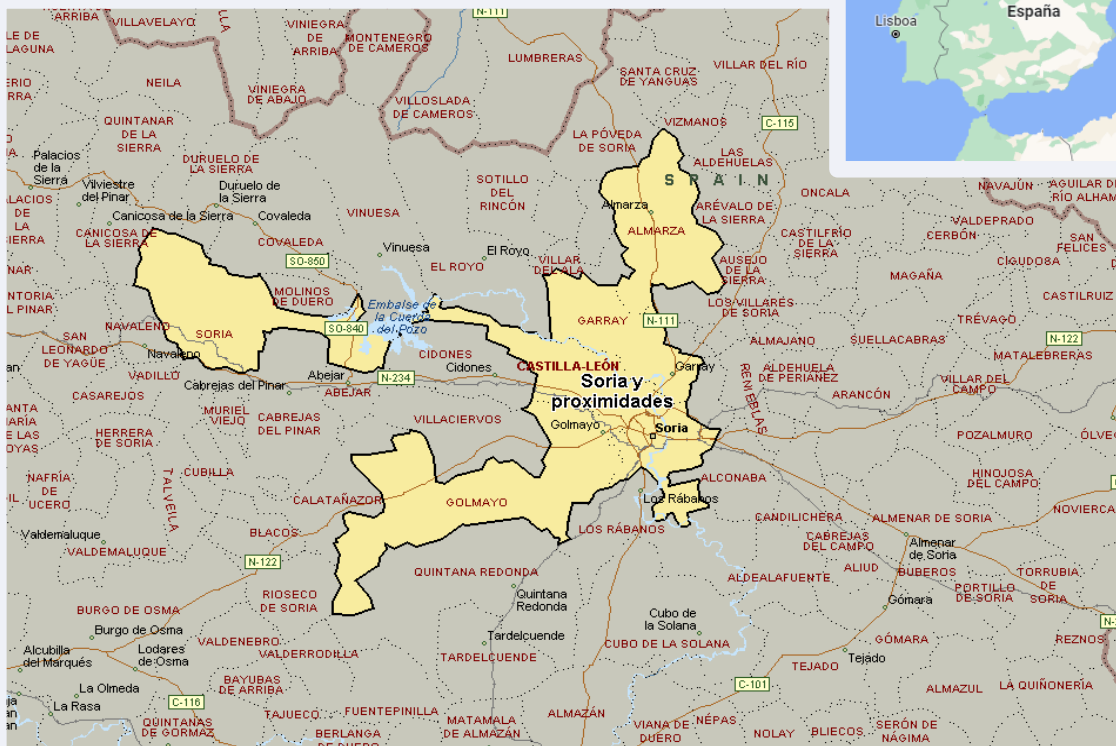 ARRIBA
VILLAVELAYO
VINIEGRA
DE
ARRIBA
MONTENEGRO
DE CAMEROS
N-111
LUMBRERAS
SANTA CRUZ
DE YANGUAS
VILLAR DEL RÍO
Lisboa
España
NEILA
VINIEGRA
DE ABAJO
VILLOSLADA
DE CAMEROS
QUINTANAR
DE LA
SIERRA
LA PÓVEDA
DE SORIA
VIZMANOS
C-115
Palacios
de la
Sierra
DURUELO DE
LA SIERRA
LAS
ALDEHUELAS
SPAIN
Vilviestre
del Pinar
Duruelo de
la Sierra
SOTILLO
DEL
RINCÓN
ONCALA
NAVAJÚN
AGUILAR DE
RÍO ALHAM
Canicosa de la Sierra
Covaleda
VINUESA
Almarza
ARÉVALO DE
LA SIERRA
VALDEPRADO
CANICOSA DE
LA SIERRA
COVALEDA
Vinuesa
El Royo
ALMARZA
CASTILFRÍO
DE LA
SIERRA
CERBÓN
SAN
FELICES
SO-850
EL ROYO
VILLAR
DEL ALA
AUSEJO
DE LA
SIERRA
CIGUDOSA
MAGAÑA
MOLINOS
DE DUERO
Embalse de
la Cuerda
del Pozo
LOS VILLARES
DE SORIA
CASTILRUIZ
NAVALENO
SORIA
SO-840
GARRAY
N-111
TRÉVAGO
SAN
LEONARDO
DE YAGÜE
Navaleno
CIDONES
Cidones
ALMAJANO
SUELLACABRAS
N-122
MATALEBRERAS
VADILLO
Cabrejas del Pinar
Abejar
N-234
CASTILLA-LEÓN
Garray
ALDEHUELA
DE PERIAÑEZ
CASAREJOS
ABEJAR
Soria y
proximidades
RENIEBLAS
ARANCÓN
VILLAR DEL
CAMPO
MURIEL
VIEJO
CABREJAS
DEL PINAR
VILLACIERVOS
Golmayo
Soria
HERRERA
DE SORIA
POZALMURO
CUBILLA
TALVEILA
NAFRÍA
DE
UCERO
CALATAÑAZOR
GOLMAYO
ALCONABA
HINOJOSA
DEL CAMPO
Los Rábanos
LOS RÁBANOS
CANDILICHERA
ALMENAR DE SORIA
Valdemaluque
VALDEMALUQUE
BLACOS
CABREJAS
DEL CAMPO
Almenar
de Soria
N-122
QUINTANA REDONDA
ALDEALAFUENTE
ALIUD
BUBEROS
PORTILLO
DE SORIA
TORRUBIA
DE
SORIA
RIOSECO
DE SORIA
Quintana
Redonda
Gómara
BURGO DE OSMA
Burgo de Osma
Cubo de
la Solana
VALDENEBRO
VALDERRODILLA
Tardelcuende
CUBO DE LA SOLANA
GÓMARA
REZNOS
Alcubilla
del Marqués
Lodares
de Osma
TARDELCUENDE
TEJADO
Tejado
La Olmeda
BAYUBAS
DE ARRIBA
C-101
ALMAZUL
LA QUIÑONERÍA
La Rasa
C-116
TAJUECO
FUENTEPINILLA
ALMAZÁN
QUINTANAS
DE GORMAZ
BERLANGA
DE DUERO
MATAMALA
DE ALMAZÁN
VIANA DE
DUERO
NÉPAS
NOLAY
BLIECOS
SERÓN DE
NÁGIMA